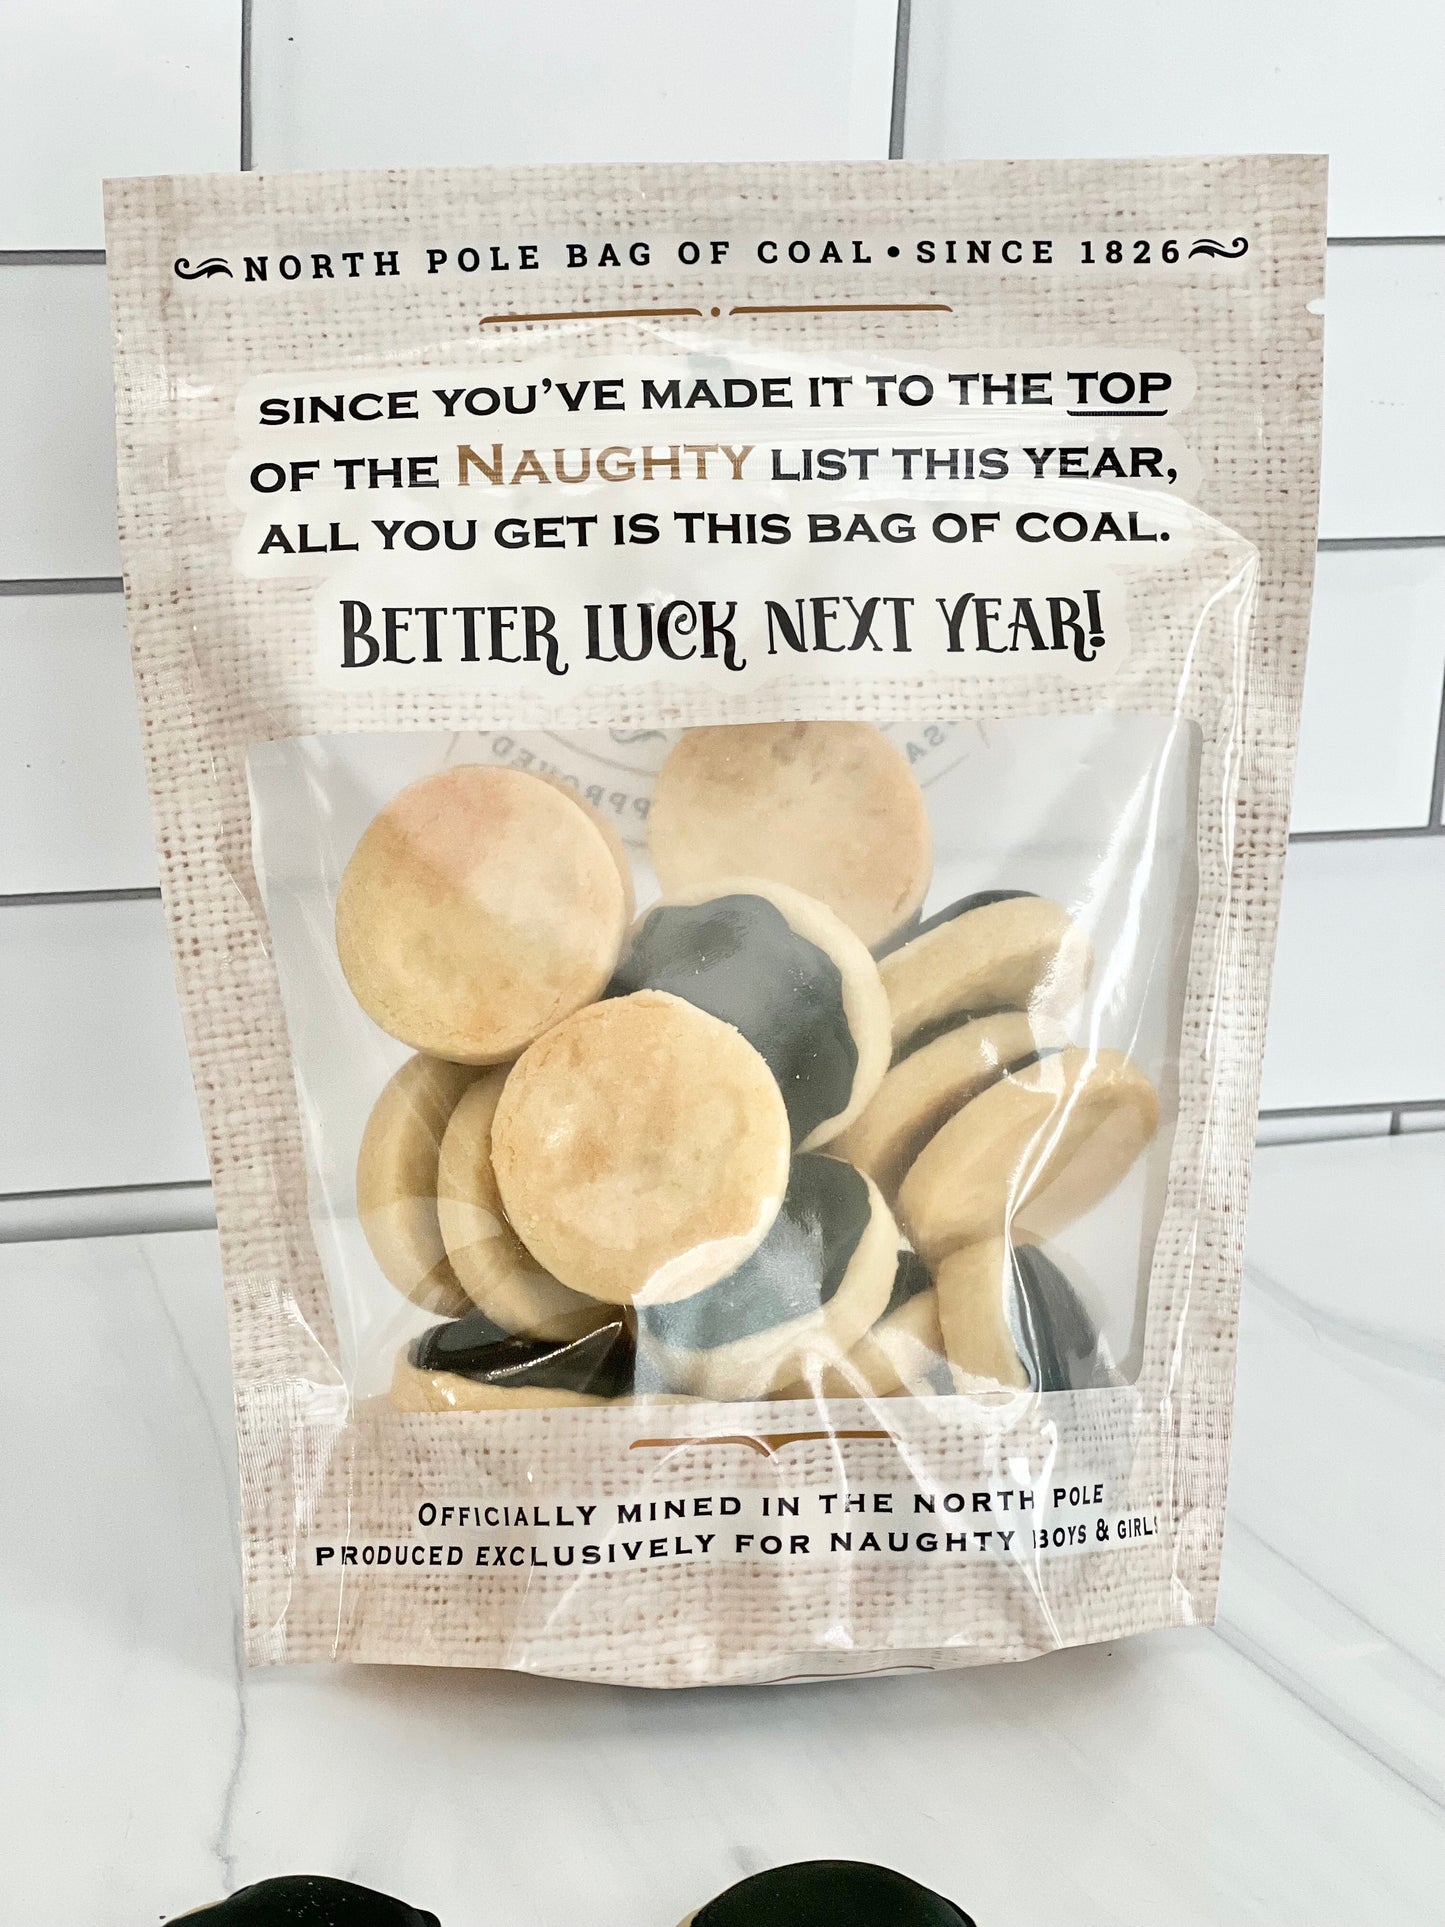 NORTH POLE BAG OF COAL • SINCE 1826
SINCE YOU'VE MADE IT TO THE TOP
OF THE NAUGHTY LIST THIS YEAR,
ALL YOU GET IS THIS BAG OF COAL.
BETTER LUCK NEXT YEAR!
APPROVED
OFFICIALLY MINED IN THE NORTH POLE
PRODUCED EXCLUSIVELY FOR NAUGHTY BOYS & GIRLS